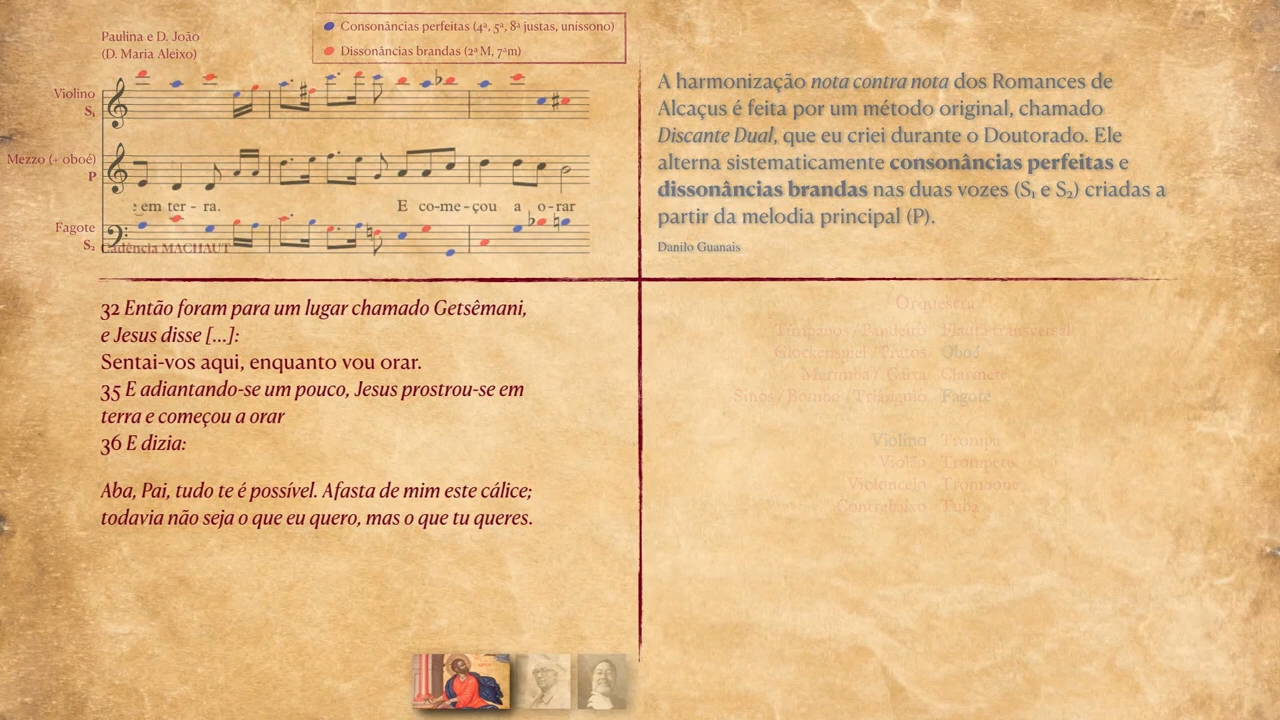 Paulina e D. João
(D. Maria Aleixo)
Consonâncias perfeitas (4ª, 5ª, 8ª justas, uníssono)
Dissonâncias brandas (2ª M, 7ª m)
Violino
S₁
Mezzo (+ oboé)
P
em ter - ra. E co-me-çou a o-rar
Fagote
S₂
Cadência MACHAUT
A harmonização nota contra nota dos Romances de
Alcaçus é feita por um método original, chamado
Discante Dual, que eu criei durante o Doutorado. Ele
alterna sistematicamente consonâncias perfeitas e
dissonâncias brandas nas duas vozes (S₁ e S₂) criadas a
partir da melodia principal (P).
Danilo Guanais
32 Então foram para um lugar chamado Getsêmani,
e Jesus disse [...]:
Sentai-vos aqui, enquanto vou orar.
35 E adiantando-se um pouco, Jesus prostrou-se em
terra e começou a orar
36 E dizia:
Aba, Pai, tudo te é possível. Afasta de mim este cálice;
todavia não seja o que eu quero, mas o que tu queres.
Orquestra
Tímpanos / Pandeiro Flauta transversal
Glockenspiel / Pratos Oboé
Marimba / Caixa Clarinete
Sinos / Bombo / Triângulo Fagote
Violino Trompa
Violão Trompete
Violoncelo Trombone
Contrabaixo Tuba